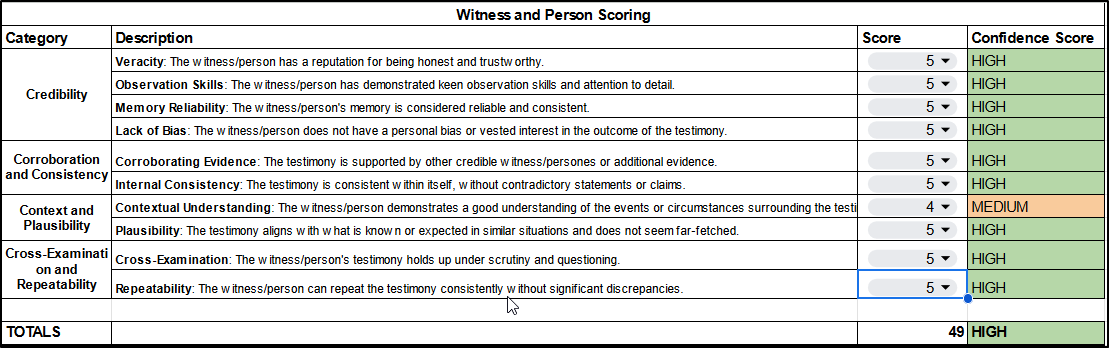 Witness and Person Scoring
Category Description Score Confidence Score
Credibility
Veracity: The witness/person has a reputation for being honest and trustworthy. 5 HIGH
Observation Skills: The witness/person has demonstrated keen observation skills and attention to detail. 5 HIGH
Memory Reliability: The witness/person's memory is considered reliable and consistent. 5 HIGH
Lack of Bias: The witness/person does not have a personal bias or vested interest in the outcome of the testimony. 5 HIGH
Corroboration
and Consistency
Corroborating Evidence: The testimony is supported by other credible witness/persones or additional evidence. 5 HIGH
Internal Consistency: The testimony is consistent within itself, without contradictory statements or claims. 5 HIGH
Context and
Plausibility
Contextual Understanding: The witness/person demonstrates a good understanding of the events or circumstances surrounding the testi 4 MEDIUM
Plausibility: The testimony aligns with what is known or expected in similar situations and does not seem far-fetched. 5 HIGH
Cross-Examinati
on and
Repeatability
Cross-Examination: The witness/person's testimony holds up under scrutiny and questioning. 5 HIGH
Repeatability: The witness/person can repeat the testimony consistently without significant discrepancies. 5 HIGH
TOTALS 49 HIGH